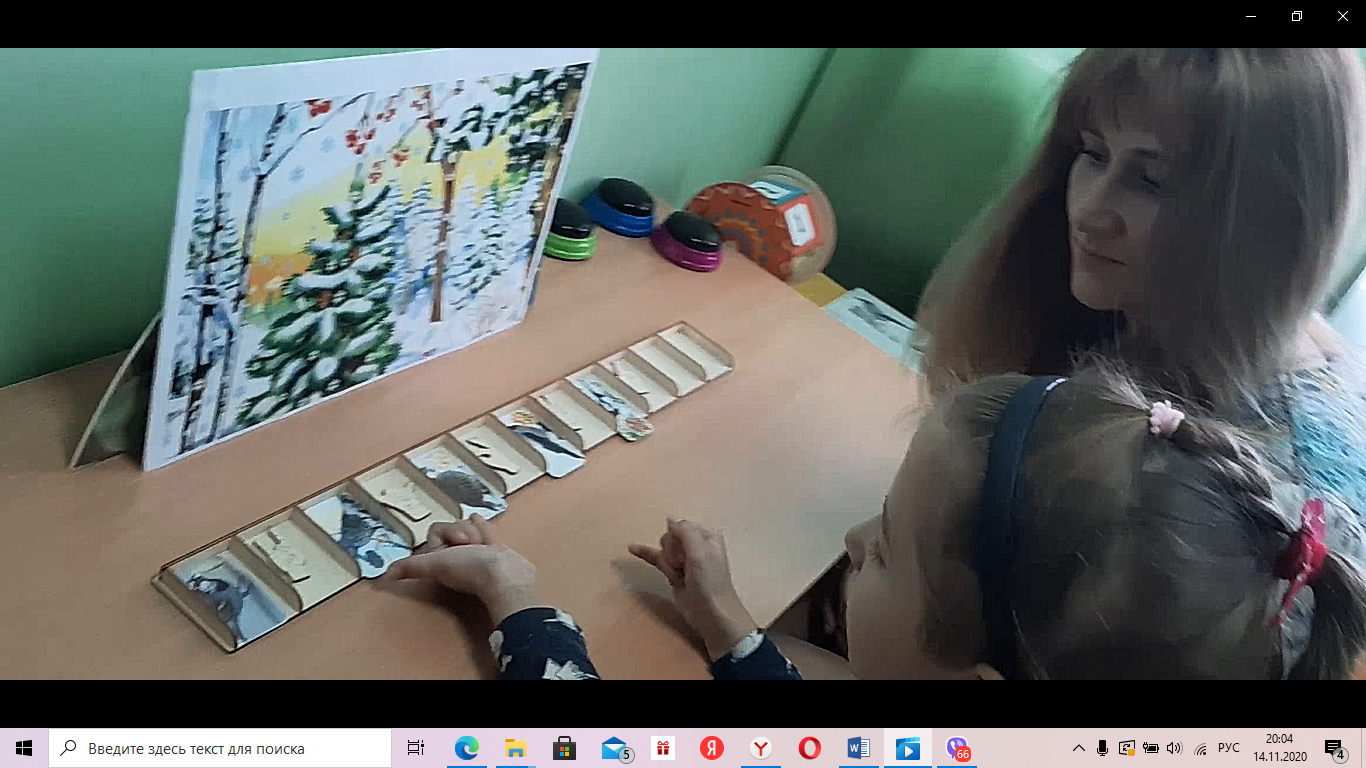 Введите здесь текст для поиска
5
Я
Y
W
66
РУС
20:04
14.11.2020
4